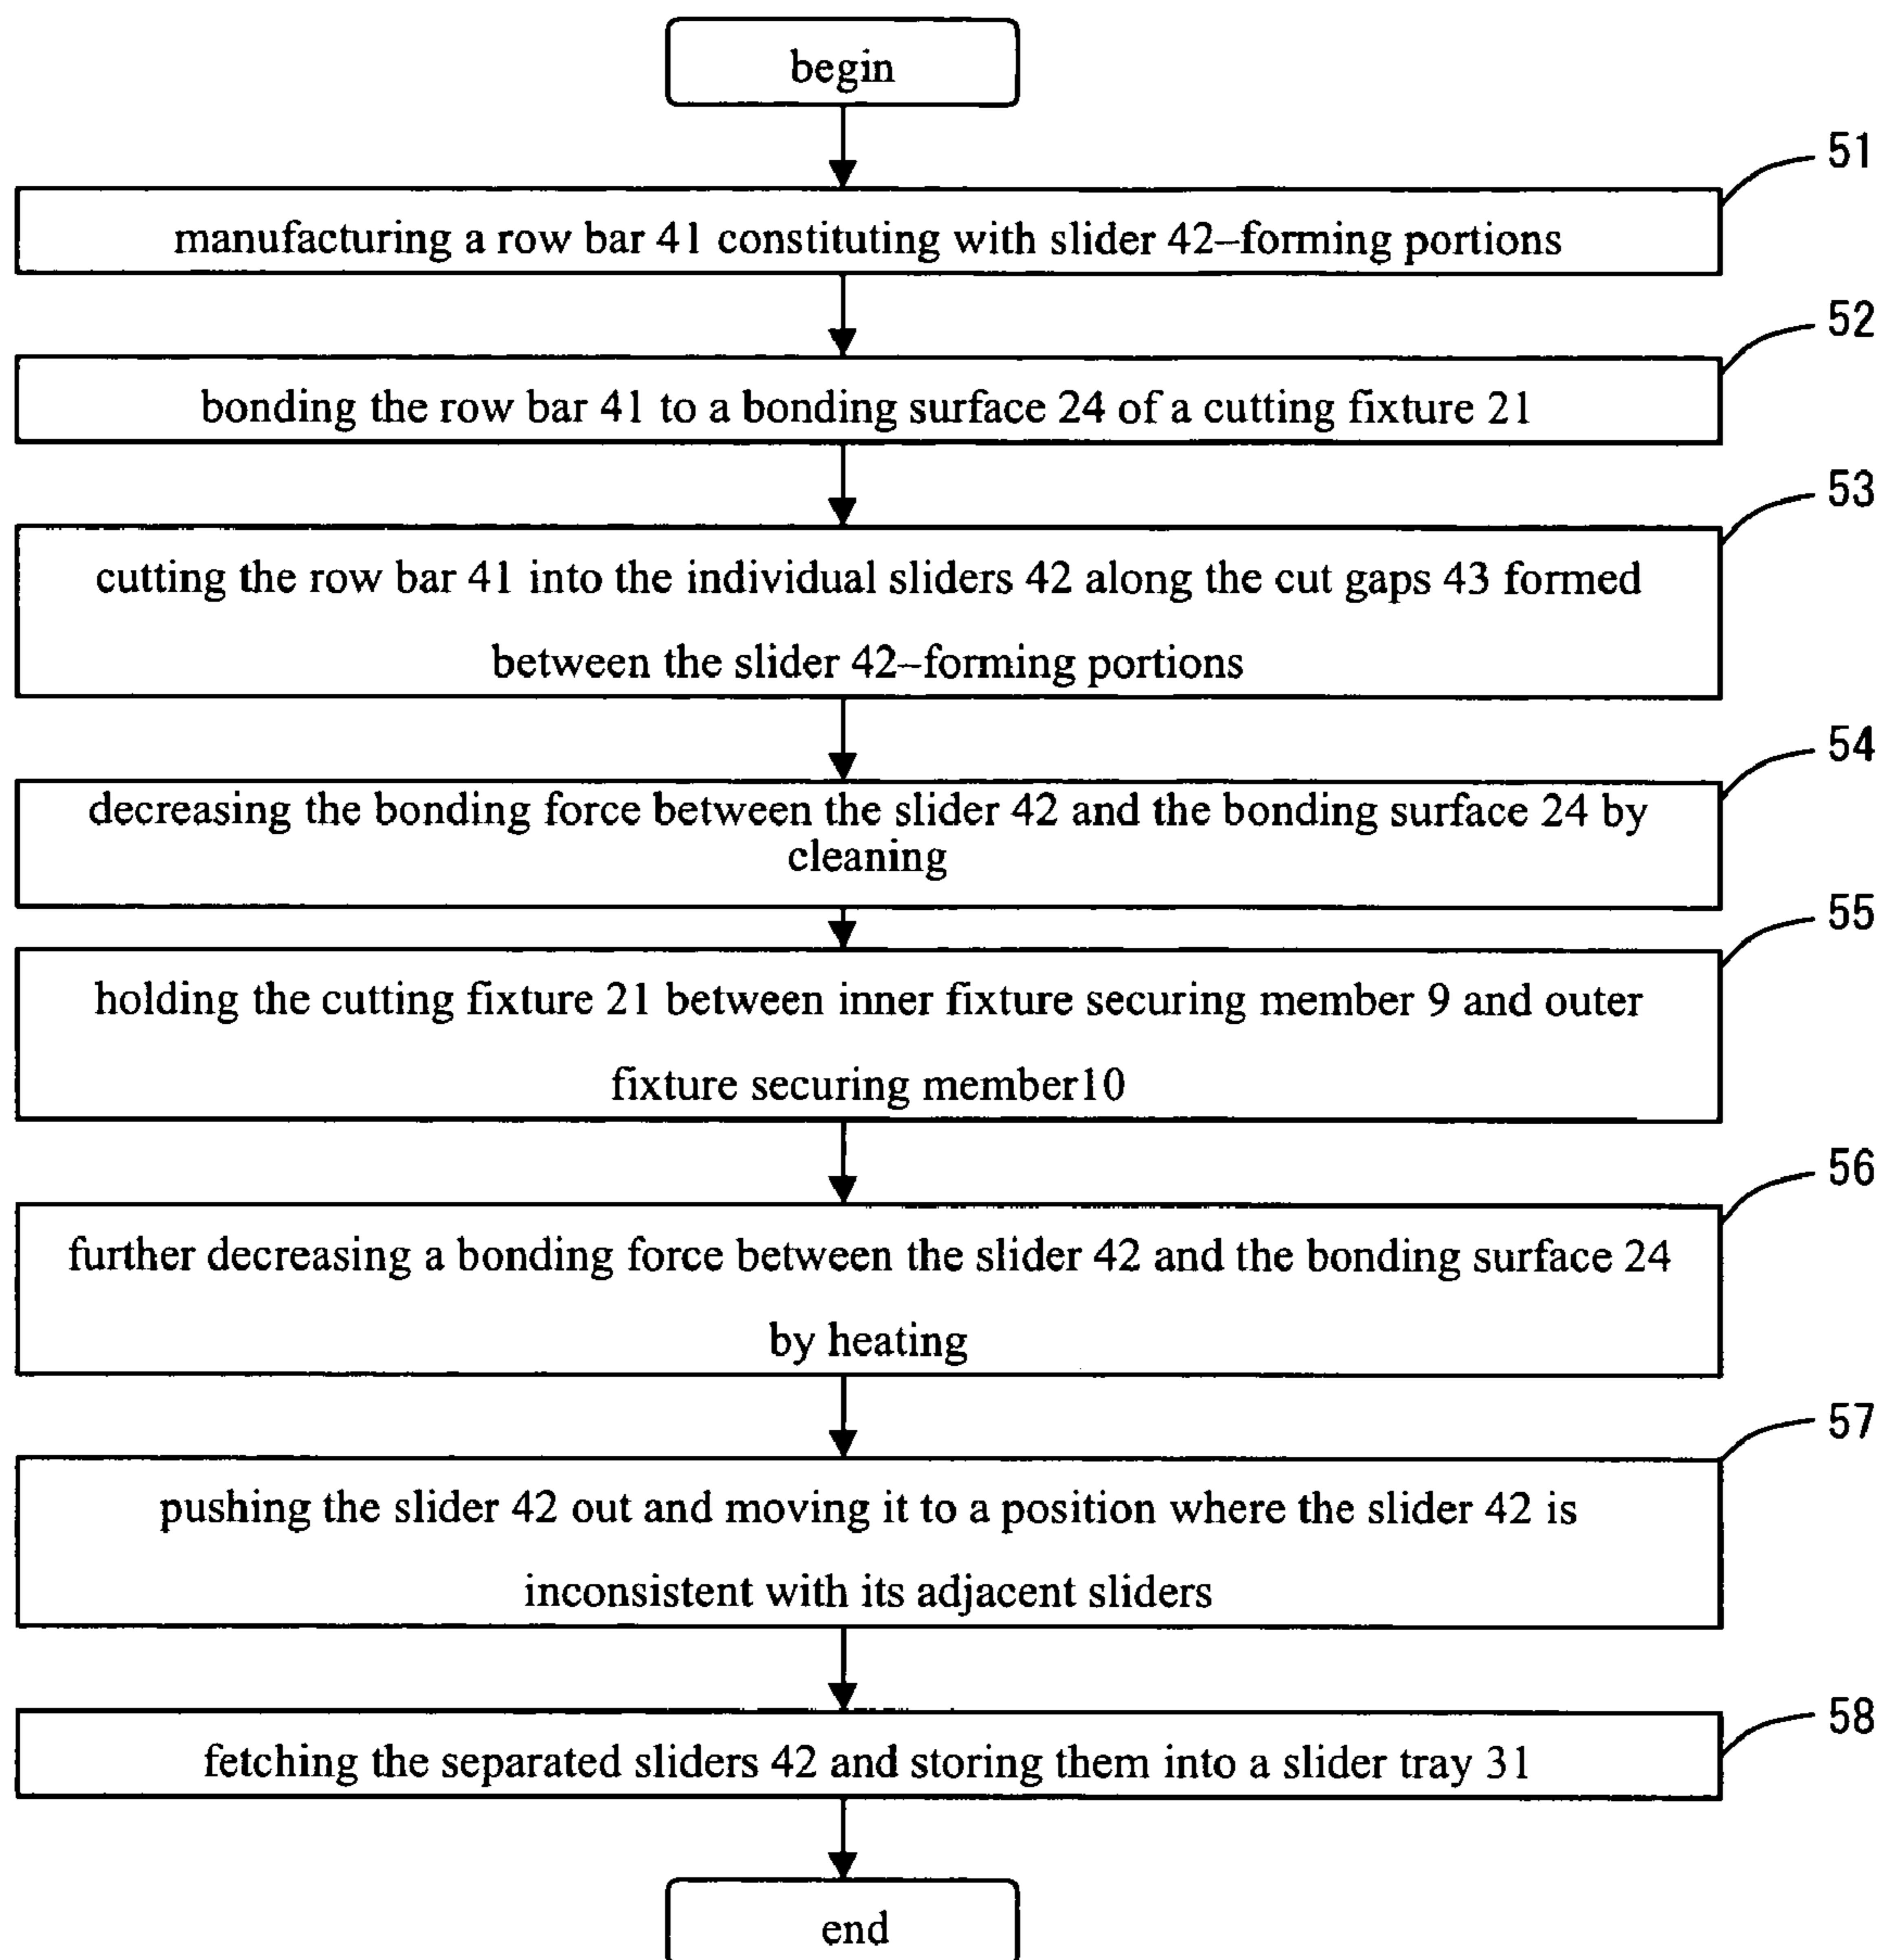 begin
51
manufacturing a row bar 41 constituting with slider 42–forming portions
52
bonding the row bar 41 to a bonding surface 24 of a cutting fixture 21
53
cutting the row bar 41 into the individual sliders 42 along the cut gaps 43 formed
between the slider 42–forming portions
54
decreasing the bonding force between the slider 42 and the bonding surface 24 by
cleaning
55
holding the cutting fixture 21 between inner fixture securing member 9 and outer
fixture securing member10
56
further decreasing a bonding force between the slider 42 and the bonding surface 24
by heating
57
pushing the slider 42 out and moving it to a position where the slider 42 is
inconsistent with its adjacent sliders
58
fetching the separated sliders 42 and storing them into a slider tray 31
end